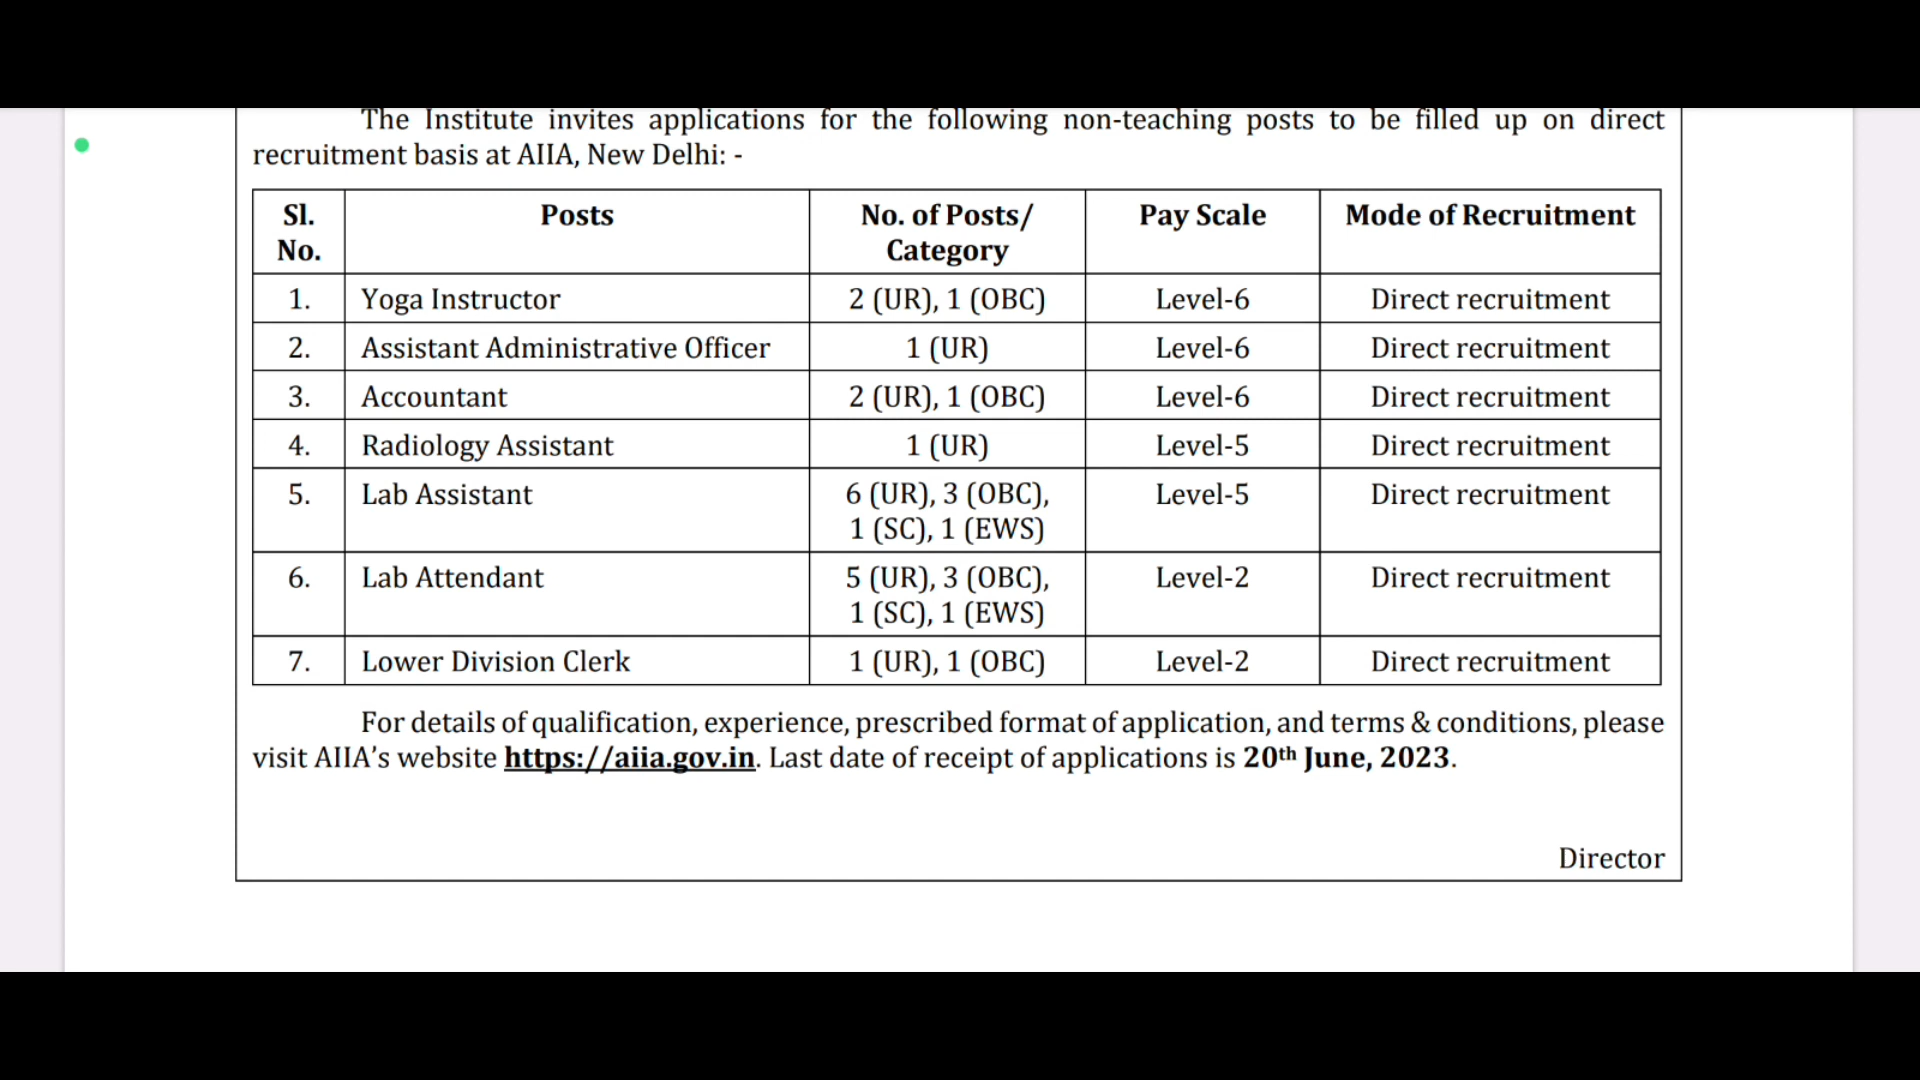 The Institute invites applications for the following non-teaching posts to be filled up on direct
recruitment basis at AIIA, New Delhi: -
Sl. No. Posts No. of Posts/ Category Pay Scale Mode of Recruitment
1. Yoga Instructor 2 (UR), 1 (OBC) Level-6 Direct recruitment
2. Assistant Administrative Officer 1 (UR) Level-6 Direct recruitment
3. Accountant 2 (UR), 1 (OBC) Level-6 Direct recruitment
4. Radiology Assistant 1 (UR) Level-5 Direct recruitment
5. Lab Assistant 6 (UR), 3 (OBC), Level-5 Direct recruitment
1 (SC), 1 (EWS)
6. Lab Attendant 5 (UR), 3 (OBC), Level-2 Direct recruitment
1 (SC), 1 (EWS)
7. Lower Division Clerk 1 (UR), 1 (OBC) Level-2 Direct recruitment
For details of qualification, experience, prescribed format of application, and terms & conditions, please
visit AIIA’s website https://aiia.gov.in. Last date of receipt of applications is 20th June, 2023.
Director